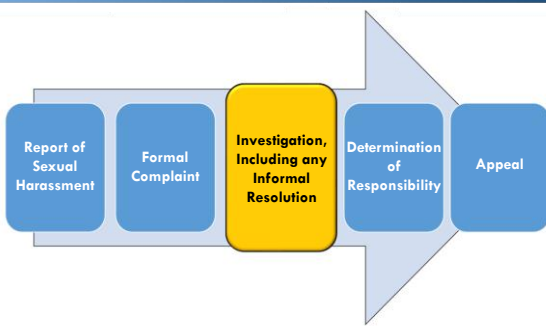 Report of
Sexual
Harassment
Formal
Complaint
Investigation,
Including any
Informal
Resolution
Determination
of
Responsibility
Appeal